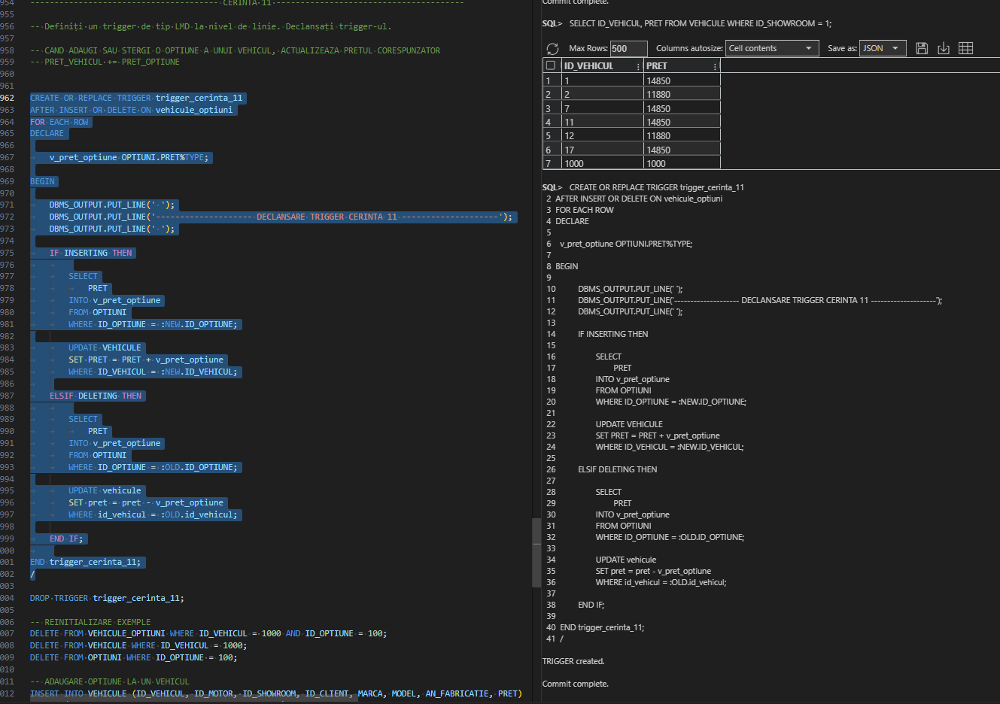 954 --------------------------------------- CERINTA 11 ---------------------------------------
955
956 -- Definiți un trigger de tip LMD la nivel de linie. Declanșați trigger-ul.
957
958 -- CAND ADAUGI SAU STERGI O OPTIUNE A UNUI VEHICUL, ACTUALIZEAZA PRETUL CORESPUNZATOR
959 -- PRET_VEHICUL += PRET_OPTIUNE
960
961
962 CREATE OR REPLACE TRIGGER trigger_cerinta_11
963 AFTER INSERT OR DELETE ON vehicule_optiuni
964 FOR EACH ROW
965 DECLARE
966
967 v_pret_optiune OPTIUNI.PRET%TYPE;
968
969 BEGIN
970
971 DBMS_OUTPUT.PUT_LINE(' ');
972 DBMS_OUTPUT.PUT_LINE('-------------------- DECLANSARE TRIGGER CERINTA 11 --------------------');
973 DBMS_OUTPUT.PUT_LINE(' ');
974
975 IF INSERTING THEN
976
977 SELECT
978 PRET
979 INTO v_pret_optiune
980 FROM OPTIUNI
981 WHERE ID_OPTIUNE = :NEW.ID_OPTIUNE;
982
983 UPDATE VEHICULE
984 SET PRET = PRET + v_pret_optiune
985 WHERE ID_VEHICUL = :NEW.ID_VEHICUL;
986
987 ELSIF DELETING THEN
988
989 SELECT
990 PRET
991 INTO v_pret_optiune
992 FROM OPTIUNI
993 WHERE ID_OPTIUNE = :OLD.ID_OPTIUNE;
994
995 UPDATE vehicule
996 SET pret = pret - v_pret_optiune
997 WHERE id_vehicul = :OLD.id_vehicul;
998
999 END IF;
000
001 END trigger_cerinta_11;
002 /
003
004 DROP TRIGGER trigger_cerinta_11;
005
006 -- REINITIALIZARE EXEMPLE
007 DELETE FROM VEHICULE_OPTIUNI WHERE ID_VEHICUL = 1000 AND ID_OPTIUNE = 100;
008 DELETE FROM VEHICULE WHERE ID_VEHICUL = 1000;
009 DELETE FROM OPTIUNI WHERE ID_OPTIUNE = 100;
010
011 -- ADAUGARE OPTIUNE LA UN VEHICUL
012 INSERT INTO VEHICULE (ID_VEHICUL, ID_MOTOR, ID_SHOWROOM, ID_CLIENT, MARCA, MODEL, AN_FABRICATIE, PRET)
Commit complete.
SQL> SELECT ID_VEHICUL, PRET FROM VEHICULE WHERE ID_SHOWROOM = 1;
Max Rows: 500 Columns autosize: Cell contents Save as: JSON
ID_VEHICUL PRET
1 1 14850
2 2 11880
3 7 14850
4 11 14850
5 12 11880
6 17 14850
7 1000 1000
SQL> CREATE OR REPLACE TRIGGER trigger_cerinta_11
2 AFTER INSERT OR DELETE ON vehicule_optiuni
3 FOR EACH ROW
4 DECLARE
5
6 v_pret_optiune OPTIUNI.PRET%TYPE;
7
8 BEGIN
9
10 DBMS_OUTPUT.PUT_LINE(' ');
11 DBMS_OUTPUT.PUT_LINE('-------------------- DECLANSARE TRIGGER CERINTA 11 --------------------');
12 DBMS_OUTPUT.PUT_LINE(' ');
13
14 IF INSERTING THEN
15
16 SELECT
17 PRET
18 INTO v_pret_optiune
19 FROM OPTIUNI
20 WHERE ID_OPTIUNE = :NEW.ID_OPTIUNE;
21
22 UPDATE VEHICULE
23 SET PRET = PRET + v_pret_optiune
24 WHERE ID_VEHICUL = :NEW.ID_VEHICUL;
25
26 ELSIF DELETING THEN
27
28 SELECT
29 PRET
30 INTO v_pret_optiune
31 FROM OPTIUNI
32 WHERE ID_OPTIUNE = :OLD.ID_OPTIUNE;
33
34 UPDATE vehicule
35 SET pret = pret - v_pret_optiune
36 WHERE id_vehicul = :OLD.id_vehicul;
37
38 END IF;
39
40 END trigger_cerinta_11;
41 /
TRIGGER created.
Commit complete.